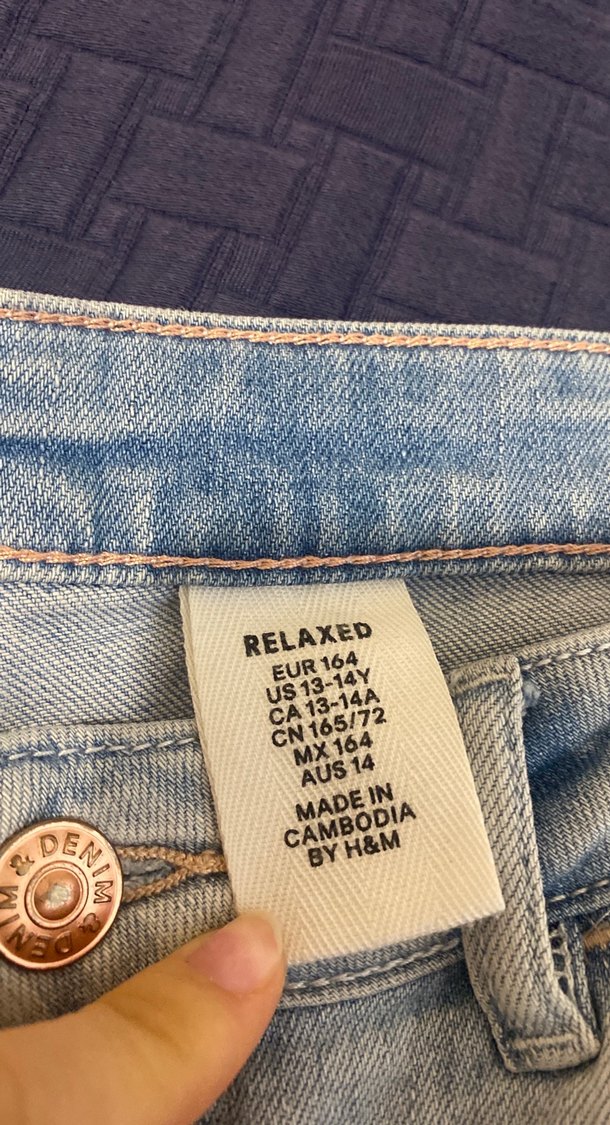 RELAXED
EUR 164
US 13-14Y
CA 13-14A
CN 165/72
MX 164
AUS 14
MADE IN
CAMBODIA
BY H&M
& DENIM & DENIM